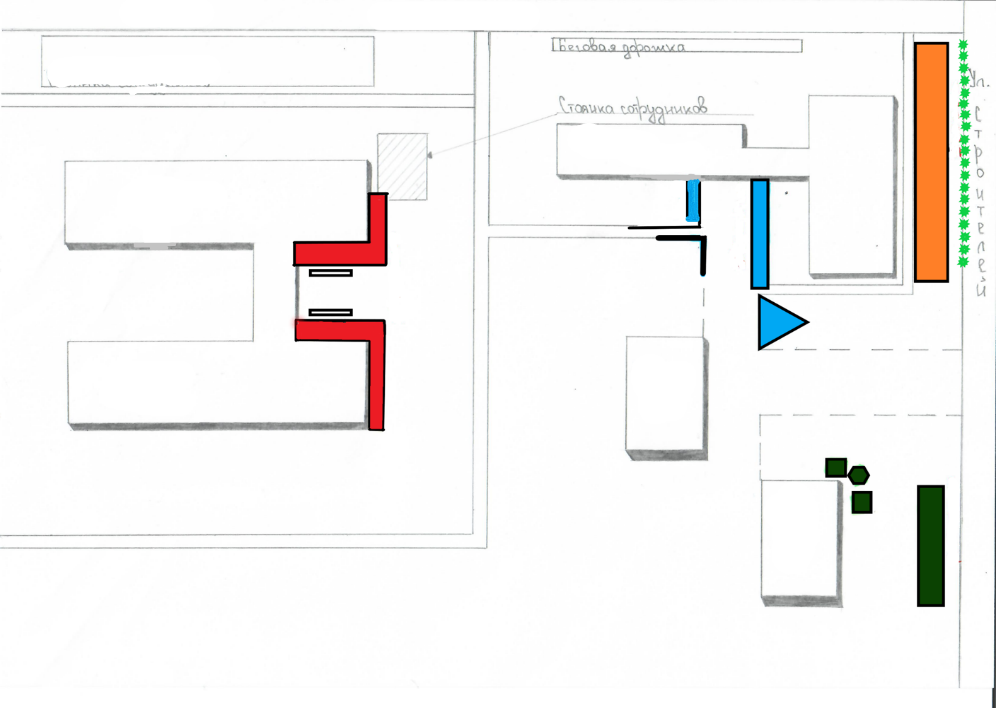 Беговая дорожка
Стоянка сотрудников
Ул. Строителей